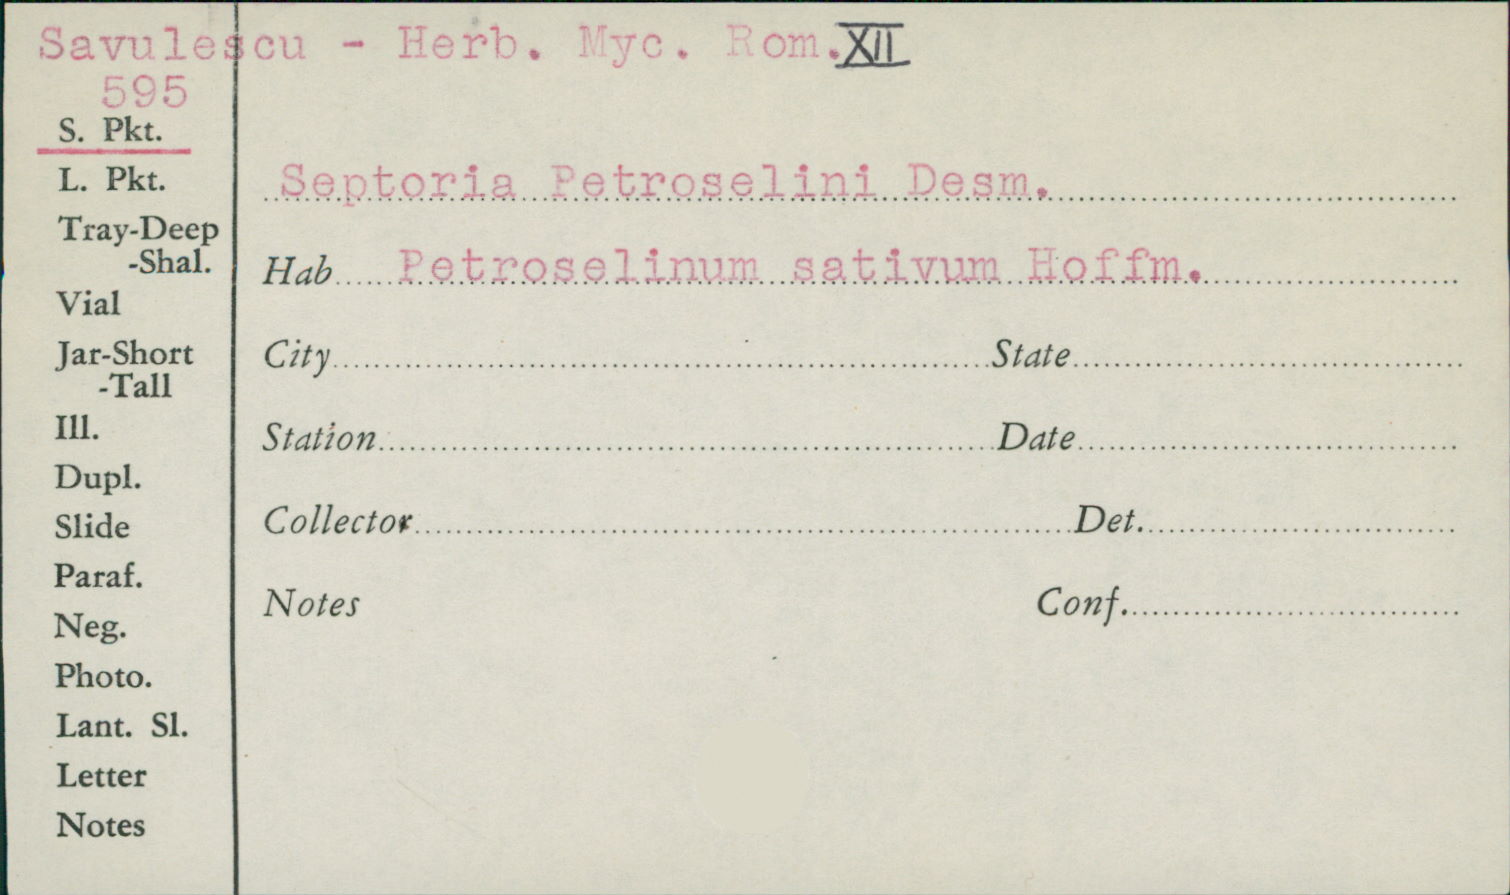 Savulescu - Herb. Myc. Rom. XII
595
S. Pkt.
L. Pkt.
Septoria Petroselini Desm.
Tray-Deep
-Shal.
Hab Petroselinum sativum Hoffm.
Vial
Jar-Short
-Tall
City State
Ill.
Station Date
Dupl.
Slide
Collector Det.
Paraf.
Notes Conf.
Neg.
Photo.
Lant. Sl.
Letter
Notes